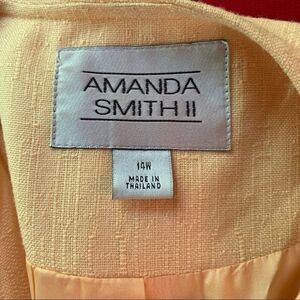 AMANDA
SMITH II
14W
MADE IN
THAILAND